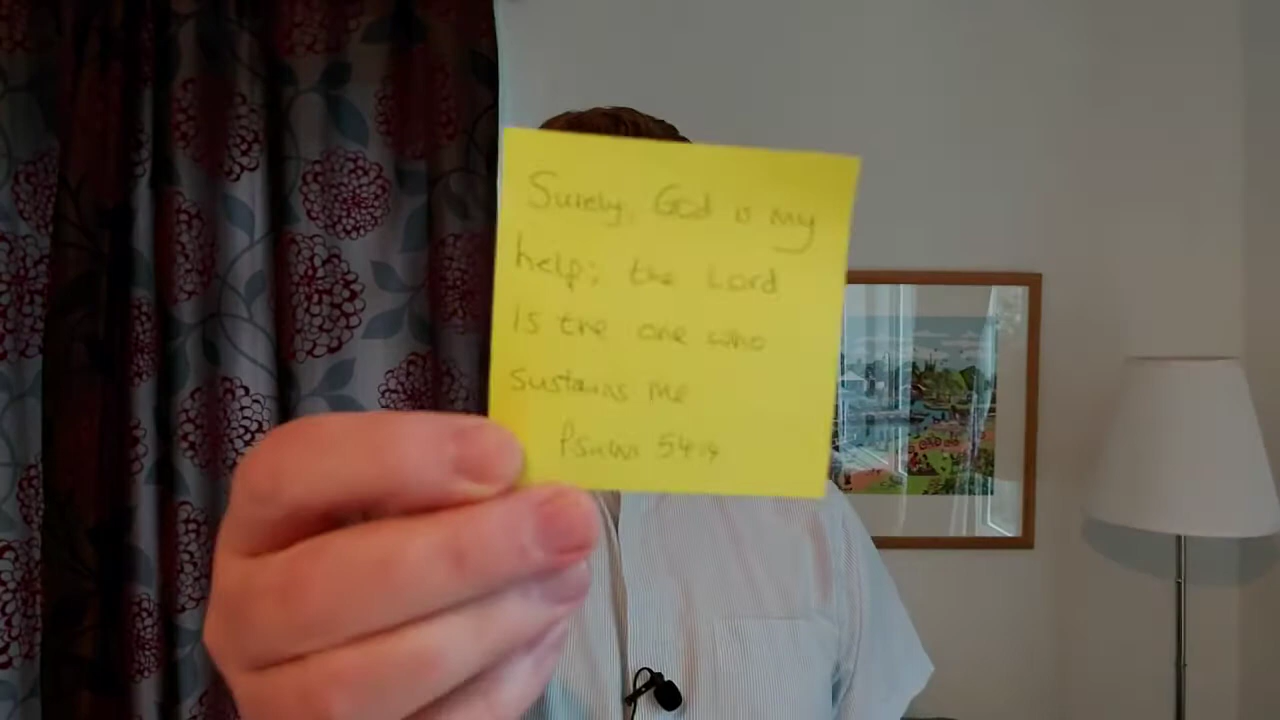 Surely, God is my
help; the Lord
is the one who
sustains me
Psalm 54:4